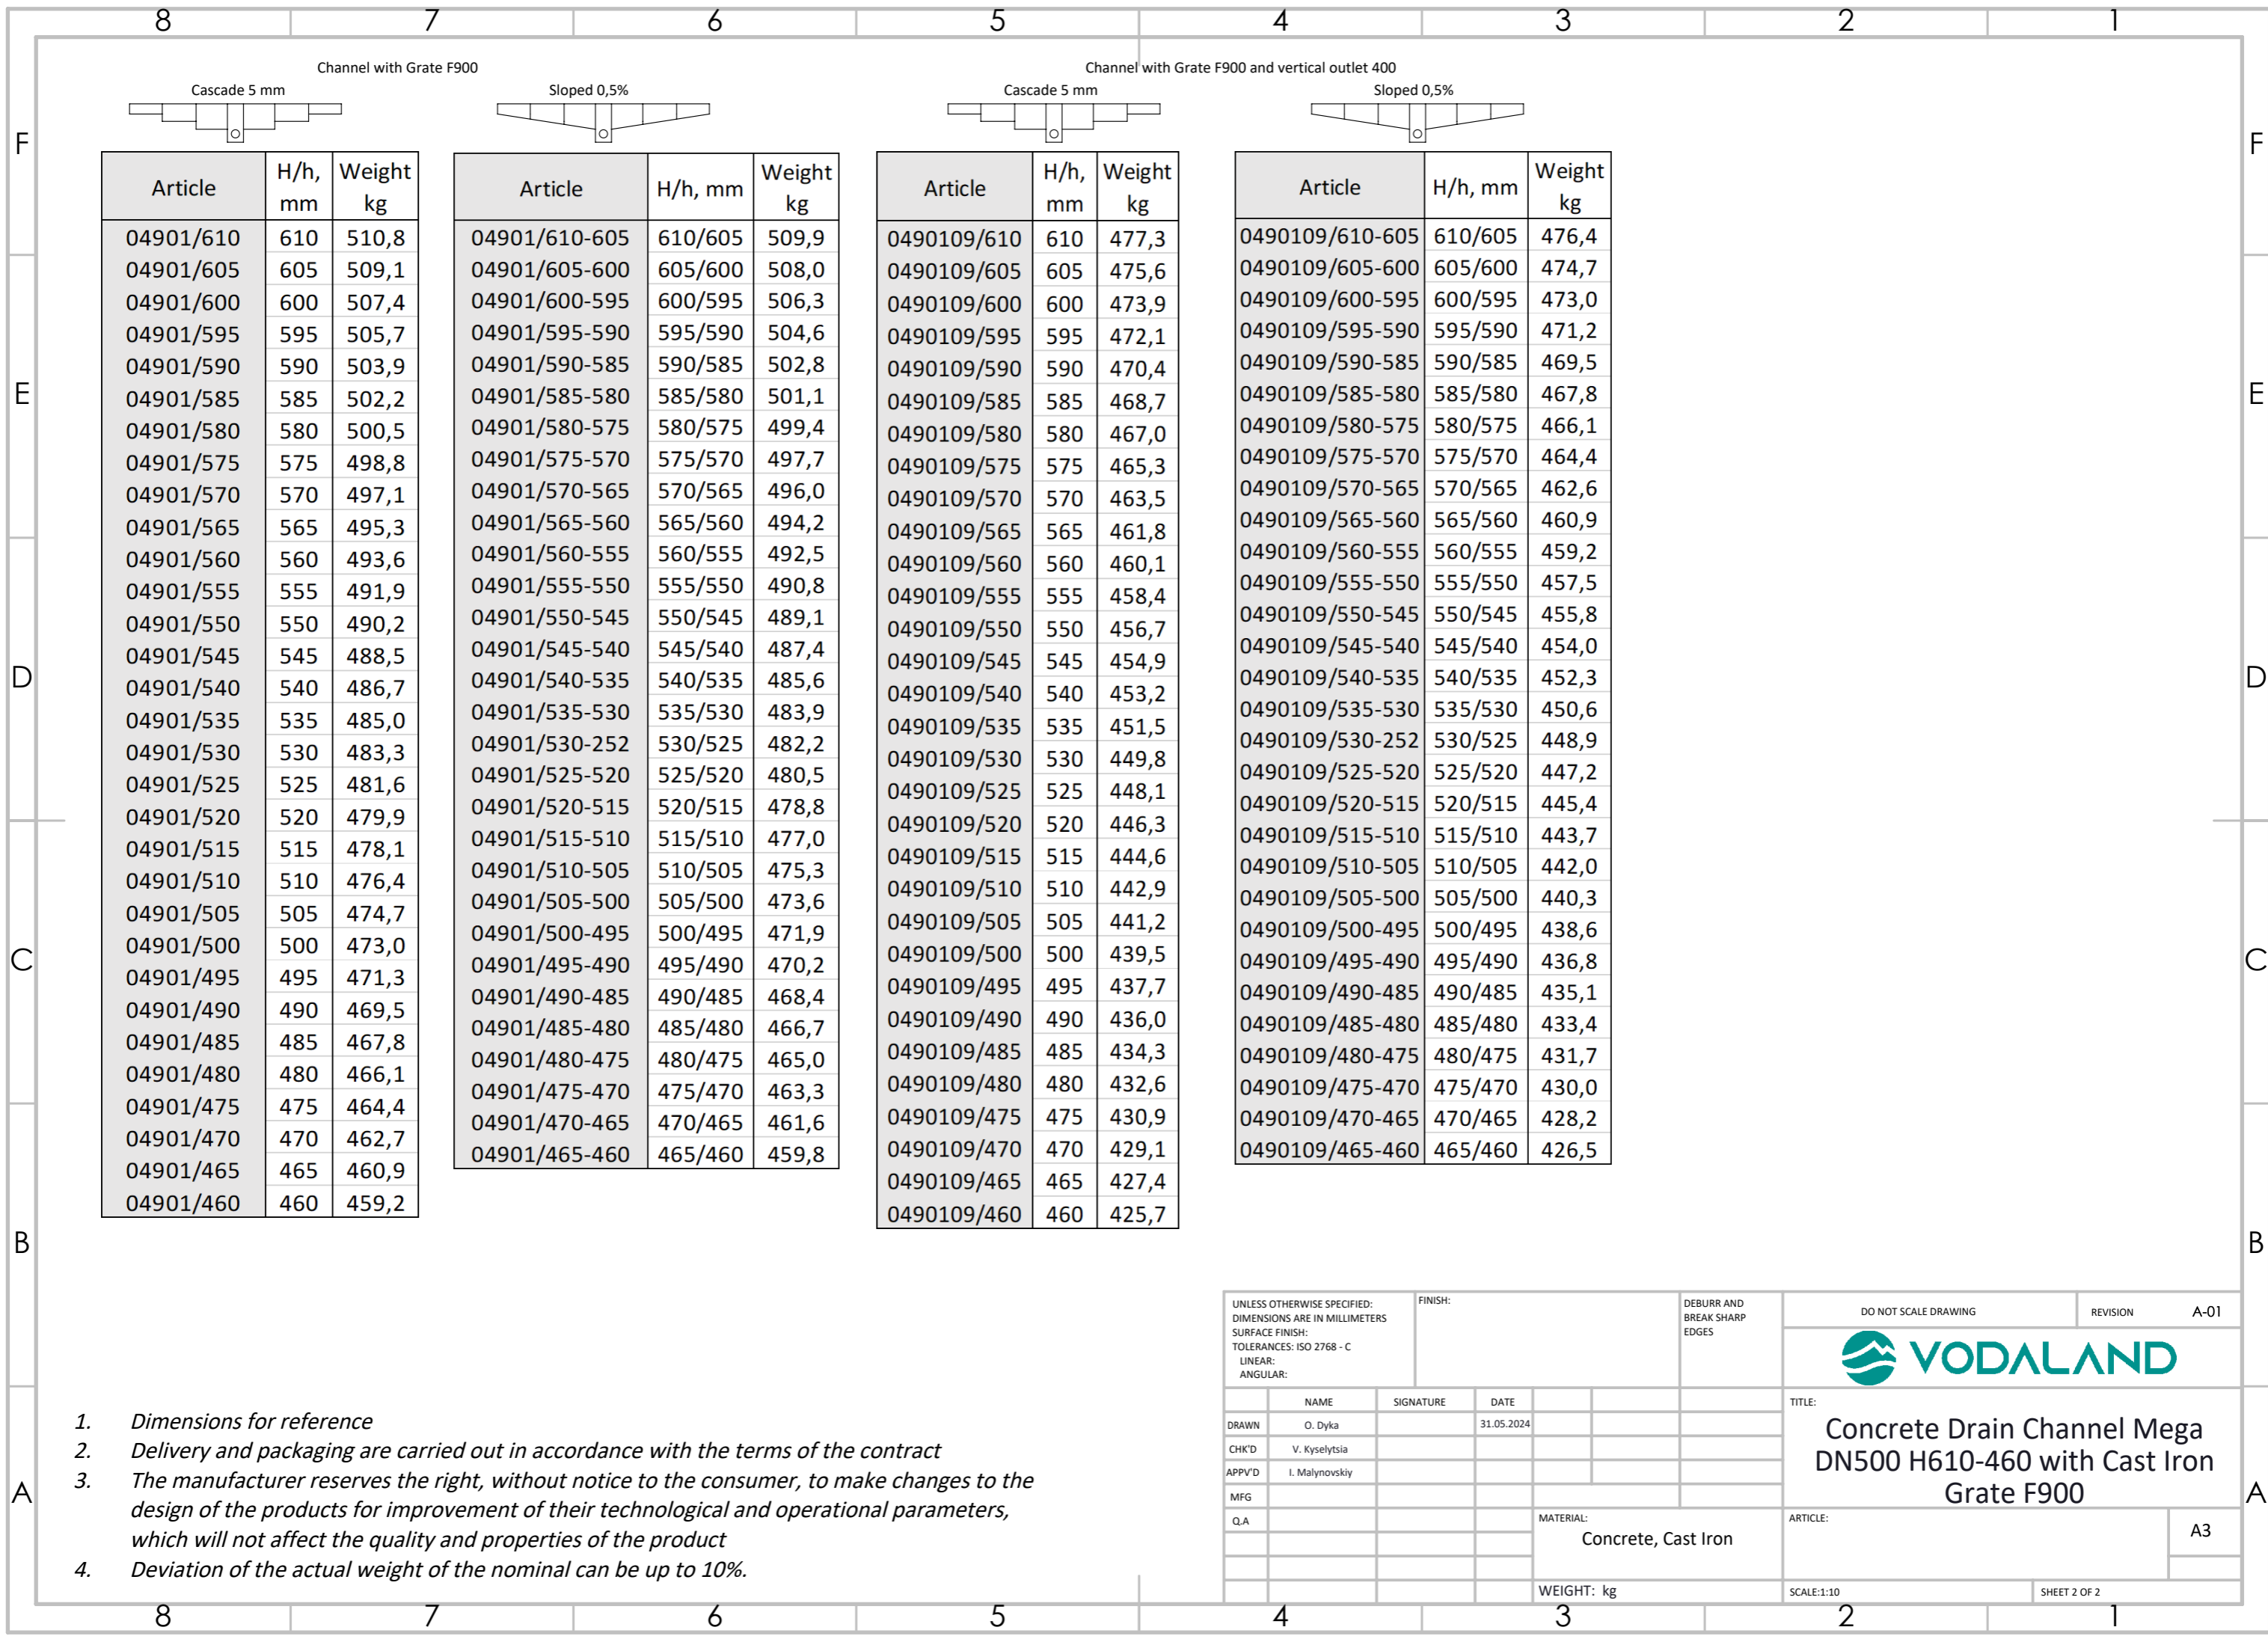 8 7 6 5 4 3 2 1
Channel with Grate F900
Cascade 5 mm
Sloped 0,5%
Channel with Grate F900 and vertical outlet 400
Cascade 5 mm
Sloped 0,5%
F
E
D
C
B
A
Article H/h, mm Weight kg
04901/610 610 510,8
04901/605 605 509,1
04901/600 600 507,4
04901/595 595 505,7
04901/590 590 503,9
04901/585 585 502,2
04901/580 580 500,5
04901/575 575 498,8
04901/570 570 497,1
04901/565 565 495,3
04901/560 560 493,6
04901/555 555 491,9
04901/550 550 490,2
04901/545 545 488,5
04901/540 540 486,7
04901/535 535 485,0
04901/530 530 483,3
04901/525 525 481,6
04901/520 520 479,9
04901/515 515 478,1
04901/510 510 476,4
04901/505 505 474,7
04901/500 500 473,0
04901/495 495 471,3
04901/490 490 469,5
04901/485 485 467,8
04901/480 480 466,1
04901/475 475 464,4
04901/470 470 462,7
04901/465 465 460,9
04901/460 460 459,2
Article H/h, mm Weight kg
04901/610-605 610/605 509,9
04901/605-600 605/600 508,0
04901/600-595 600/595 506,3
04901/595-590 595/590 504,6
04901/590-585 590/585 502,8
04901/585-580 585/580 501,1
04901/580-575 580/575 499,4
04901/575-570 575/570 497,7
04901/570-565 570/565 496,0
04901/565-560 565/560 494,2
04901/560-555 560/555 492,5
04901/555-550 555/550 490,8
04901/550-545 550/545 489,1
04901/545-540 545/540 487,4
04901/540-535 540/535 485,6
04901/535-530 535/530 483,9
04901/530-252 530/525 482,2
04901/525-520 525/520 480,5
04901/520-515 520/515 478,8
04901/515-510 515/510 477,0
04901/510-505 510/505 475,3
04901/505-500 505/500 473,6
04901/500-495 500/495 471,9
04901/495-490 495/490 470,2
04901/490-485 490/485 468,4
04901/485-480 485/480 466,7
04901/480-475 480/475 465,0
04901/475-470 475/470 463,3
04901/470-465 470/465 461,6
04901/465-460 465/460 459,8
Article H/h, mm Weight kg
0490109/610 610 477,3
0490109/605 605 475,6
0490109/600 600 473,9
0490109/595 595 472,1
0490109/590 590 470,4
0490109/585 585 468,7
0490109/580 580 467,0
0490109/575 575 465,3
0490109/570 570 463,5
0490109/565 565 461,8
0490109/560 560 460,1
0490109/555 555 458,4
0490109/550 550 456,7
0490109/545 545 454,9
0490109/540 540 453,2
0490109/535 535 451,5
0490109/530 530 449,8
0490109/525 525 448,1
0490109/520 520 446,3
0490109/515 515 444,6
0490109/510 510 442,9
0490109/505 505 441,2
0490109/500 500 439,5
0490109/495 495 437,7
0490109/490 490 436,0
0490109/485 485 434,3
0490109/480 480 432,6
0490109/475 475 430,9
0490109/470 470 429,1
0490109/465 465 427,4
0490109/460 460 425,7
Article H/h, mm Weight kg
0490109/610-605 610/605 476,4
0490109/605-600 605/600 474,7
0490109/600-595 600/595 473,0
0490109/595-590 595/590 471,2
0490109/590-585 590/585 469,5
0490109/585-580 585/580 467,8
0490109/580-575 580/575 466,1
0490109/575-570 575/570 464,4
0490109/570-565 570/565 462,6
0490109/565-560 565/560 460,9
0490109/560-555 560/555 459,2
0490109/555-550 555/550 457,5
0490109/550-545 550/545 455,8
0490109/545-540 545/540 454,0
0490109/540-535 540/535 452,3
0490109/535-530 535/530 450,6
0490109/530-252 530/525 448,9
0490109/525-520 525/520 447,2
0490109/520-515 520/515 445,4
0490109/515-510 515/510 443,7
0490109/510-505 510/505 442,0
0490109/505-500 505/500 440,3
0490109/500-495 500/495 438,6
0490109/495-490 495/490 436,8
0490109/490-485 490/485 435,1
0490109/485-480 485/480 433,4
0490109/480-475 480/475 431,7
0490109/475-470 475/470 430,0
0490109/470-465 470/465 428,2
0490109/465-460 465/460 426,5
F
E
D
C
B
A
1. Dimensions for reference
2. Delivery and packaging are carried out in accordance with the terms of the contract
3. The manufacturer reserves the right, without notice to the consumer, to make changes to the
design of the products for improvement of their technological and operational parameters,
which will not affect the quality and properties of the product
4. Deviation of the actual weight of the nominal can be up to 10%.
UNLESS OTHERWISE SPECIFIED:
DIMENSIONS ARE IN MILLIMETERS
SURFACE FINISH:
TOLERANCES: ISO 2768 - C
LINEAR:
ANGULAR:
FINISH:
DEBURR AND
BREAK SHARP
EDGES
DO NOT SCALE DRAWING
REVISION A-01
VODALAND
NAME SIGNATURE DATE
DRAWN O. Dyka 31.05.2024
CHK'D V. Kyselytsia
APPV'D I. Malynovskiy
MFG
Q.A
TITLE:
Concrete Drain Channel Mega
DN500 H610-460 with Cast Iron
Grate F900
MATERIAL:
Concrete, Cast Iron
ARTICLE:
A3
WEIGHT: kg
SCALE:1:10
SHEET 2 OF 2
8 7 6 5 4 3 2 1